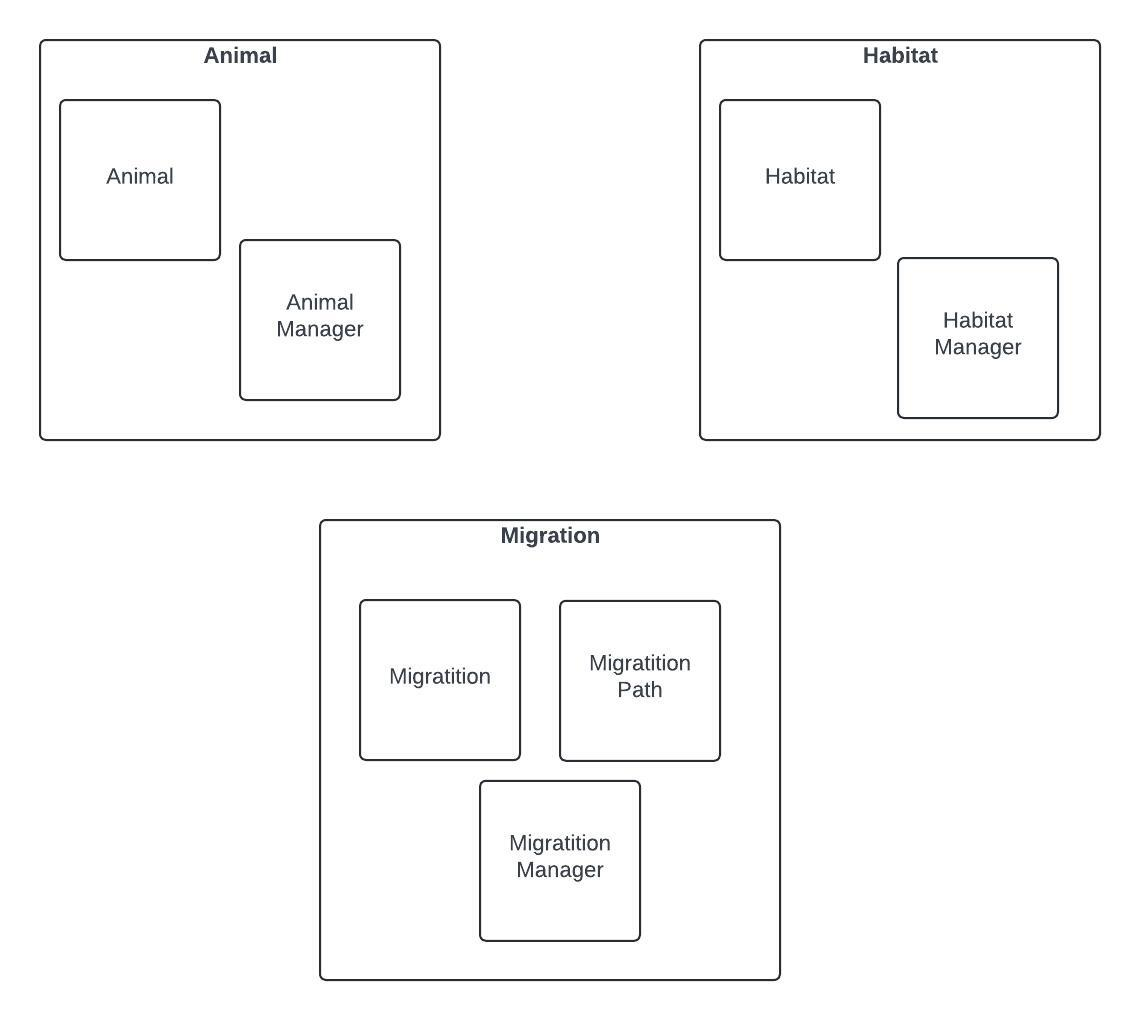 Animal
Animal
Animal
Manager
Habitat
Habitat
Habitat
Manager
Migration
Migratition
Migratition
Path
Migratition
Manager